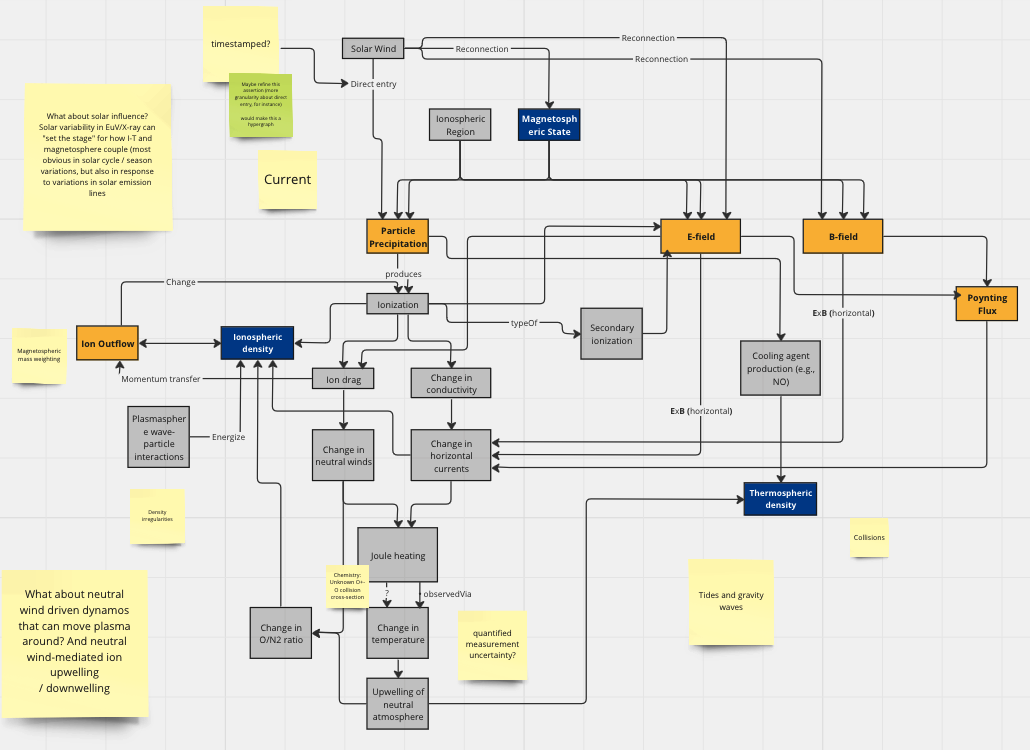 timestamped?
Solar Wind
Reconnection
Reconnection
Reconnection
Direct entry
Maybe refine this
assertion (more
granularity about direct
entry, for instance)
would make this a
hypergraph
What about solar influence?
Solar variability in EuV/X-ray can
"set the stage" for how I-T and
magnetosphere couple (most
obvious in solar cycle / season
variations, but also in response
to variations in solar emission
lines
Ionospheric
Region
Magnetosph
eric State
Current
Particle
Precipitation
E-field
B-field
produces
Change
Ionization
Poynting
Flux
ExB (horizontal)
typeOf
Secondary
ionization
Ion Outflow
Ionospheric
density
Magnetospheric
mass weighting
Cooling agent
production (e.g.,
NO)
Momentum transfer
Ion drag
Change in
conductivity
ExB (horizontal)
Plasmaspher
e wave-
particle
interactions
Energize
Change in
neutral winds
Change in
horizontal
currents
Thermospheric
density
Density
irregularities
Collisions
Joule heating
Chemistry:
Unknown O+-
O collision
cross-section
?
observedVia
What about neutral
wind driven dynamos
that can move plasma
around? And neutral
wind-mediated ion
upwelling
/ downwelling
Change in
O/N2 ratio
Change in
temperature
quantified
measurement
uncertainty?
Tides and gravity
waves
Upwelling of
neutral
atmosphere